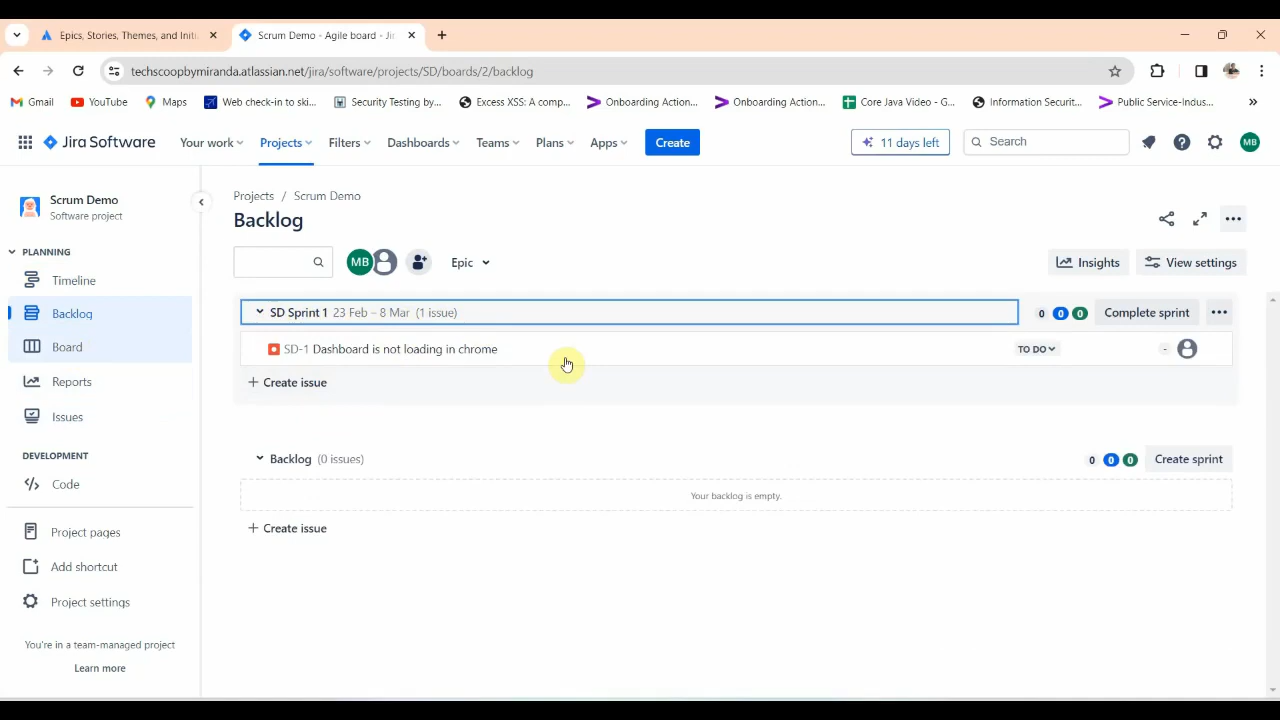 Epics, Stories, Themes, and Initi
Scrum Demo - Agile board - Jir
techscoopbymiranda.atlassian.net/jira/software/projects/SD/boards/2/backlog
Gmail
YouTube
Maps
Web check-in to ski...
Security Testing by...
Excess XSS: A comp...
Onboarding Action...
Onboarding Action...
Core Java Video - G...
Information Securit...
Public Service-Indus...
Jira Software
Your work
Projects
Filters
Dashboards
Teams
Plans
Apps
Create
11 days left
Search
MB
Scrum Demo
Software project
PLANNING
Timeline
Backlog
Board
Reports
Issues
DEVELOPMENT
Code
Project pages
Add shortcut
Project settings
You're in a team-managed project
Learn more
Projects / Scrum Demo
Backlog
MB
Epic
Insights
View settings
SD Sprint 1 23 Feb – 8 Mar (1 issue)
0 0 0
Complete sprint
SD-1 Dashboard is not loading in chrome
TO DO
-
+ Create issue
Backlog (0 issues)
0 0 0
Create sprint
Your backlog is empty.
+ Create issue